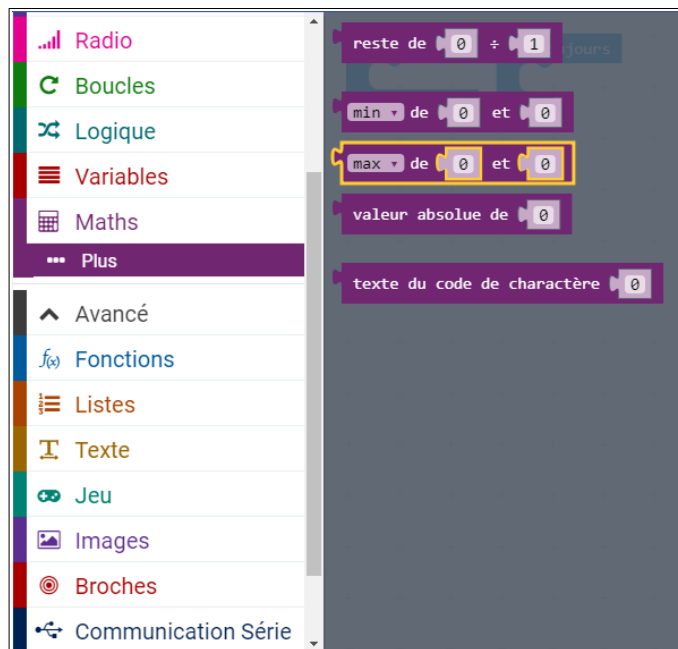 Radio
Boucles
Logique
Variables
Maths
Plus
Avancé
f(x) Fonctions
Listes
Texte
Jeu
Images
Broches
Communication Série
reste de 0 ÷ 1
jours
min de 0 et 0
max de 0 et 0
valeur absolue de 0
texte du code de charactère 0